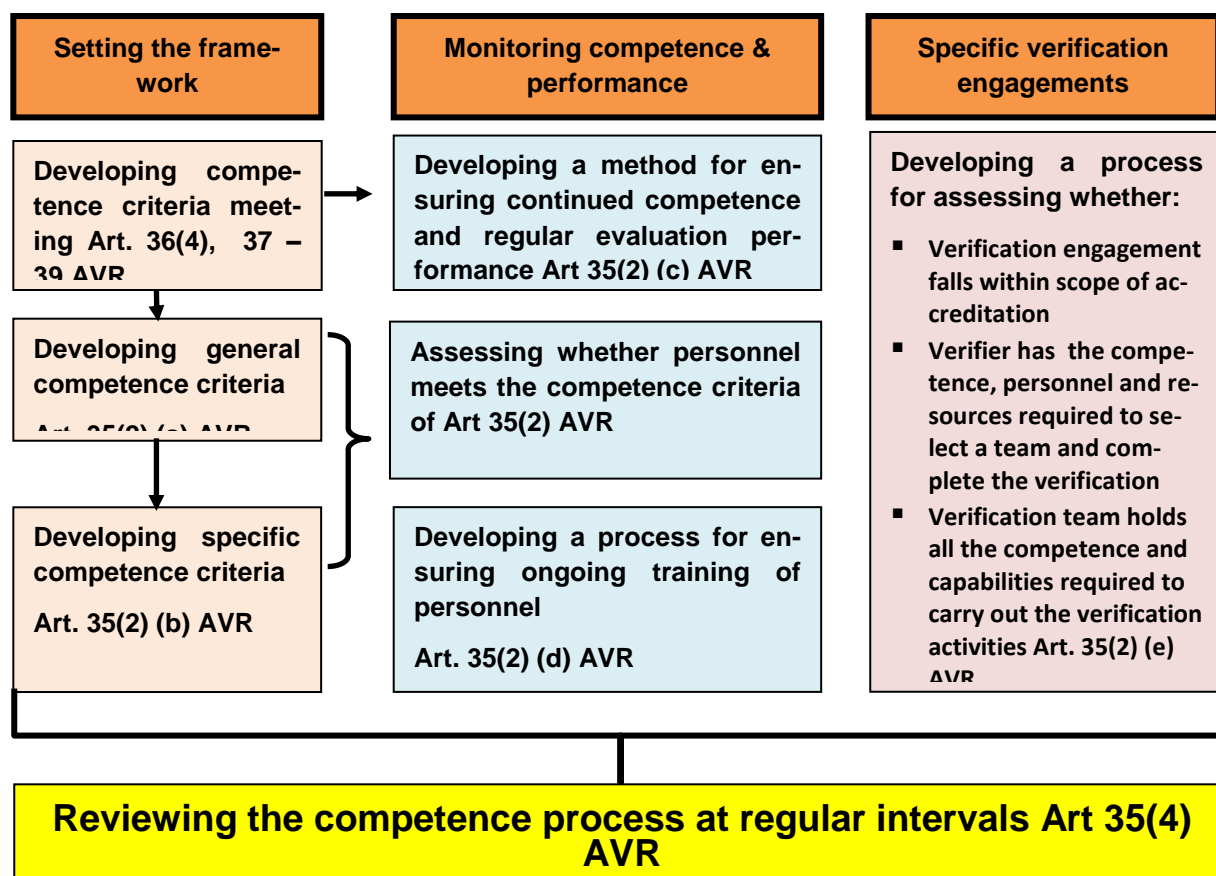 Setting the frame-
work
Monitoring competence &
performance
Specific verification
engagements
Developing compe-
tence criteria meet-
ing Art. 36(4), 37 –
39 AVR
Developing general
competence criteria
Art. 35(2) (a) AVR
Developing specific
competence criteria
Art. 35(2) (b) AVR
Developing a method for en-
suring continued competence
and regular evaluation per-
formance Art 35(2) (c) AVR
Assessing whether personnel
meets the competence criteria
of Art 35(2) AVR
Developing a process for en-
suring ongoing training of
personnel
Art. 35(2) (d) AVR
Developing a process
for assessing whether:
▪ Verification engagement
falls within scope of ac-
creditation
▪ Verifier has the compe-
tence, personnel and re-
sources required to se-
lect a team and com-
plete the verification
▪ Verification team holds
all the competence and
capabilities required to
carry out the verification
activities Art. 35(2) (e)
AVR
Reviewing the competence process at regular intervals Art 35(4)
AVR